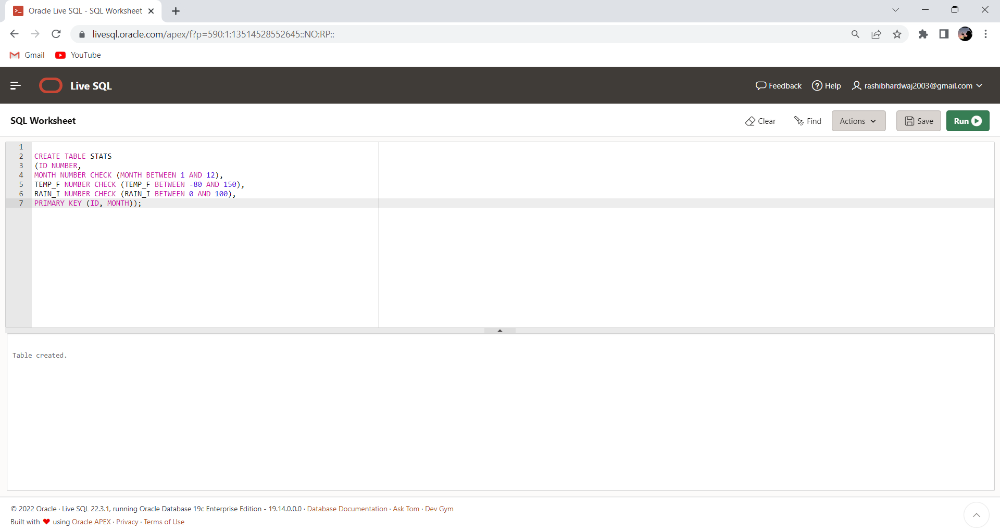 Oracle Live SQL - SQL Worksheet
livesql.oracle.com/apex/f?p=590:1:13514528552645::NO:RP::
Gmail YouTube
Live SQL
Feedback Help rashibhardwaj2003@gmail.com
SQL Worksheet
Clear Find Actions Save Run
1
2 CREATE TABLE STATS
3 (ID NUMBER,
4 MONTH NUMBER CHECK (MONTH BETWEEN 1 AND 12),
5 TEMP_F NUMBER CHECK (TEMP_F BETWEEN -80 AND 150),
6 RAIN_I NUMBER CHECK (RAIN_I BETWEEN 0 AND 100),
7 PRIMARY KEY (ID, MONTH));
Table created.
© 2022 Oracle · Live SQL 22.3.1, running Oracle Database 19c Enterprise Edition - 19.14.0.0.0 · Database Documentation · Ask Tom · Dev Gym
Built with ❤ using Oracle APEX · Privacy · Terms of Use